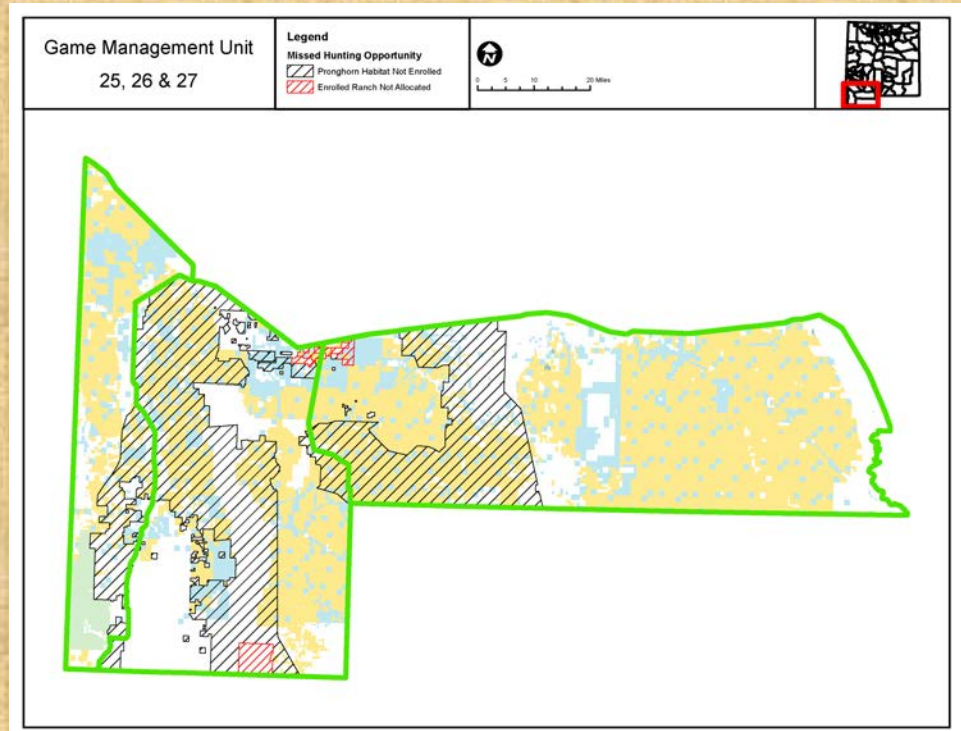 Game Management Unit
25, 26 & 27
Legend
Missed Hunting Opportunity
Pronghorn Habitat Not Enrolled
Enrolled Ranch Not Allocated
N
0 5 10 20 Miles